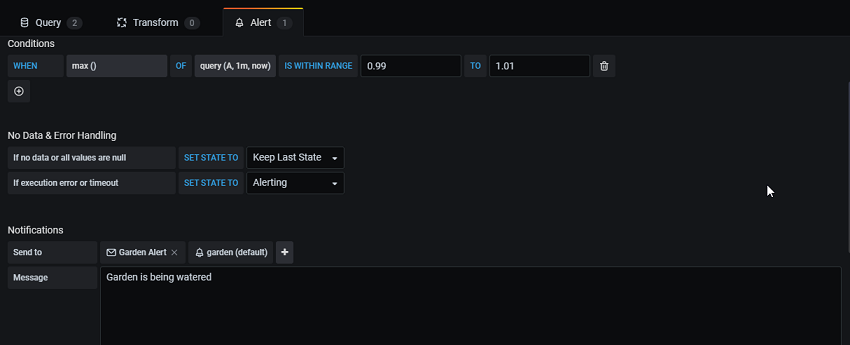 Query 2 Transform 0 Alert 1
Conditions
WHEN max () OF query (A, 1m, now) IS WITHIN RANGE 0.99 TO 1.01
No Data & Error Handling
If no data or all values are null SET STATE TO Keep Last State
If execution error or timeout SET STATE TO Alerting
Notifications
Send to Garden Alert × garden (default) +
Message Garden is being watered